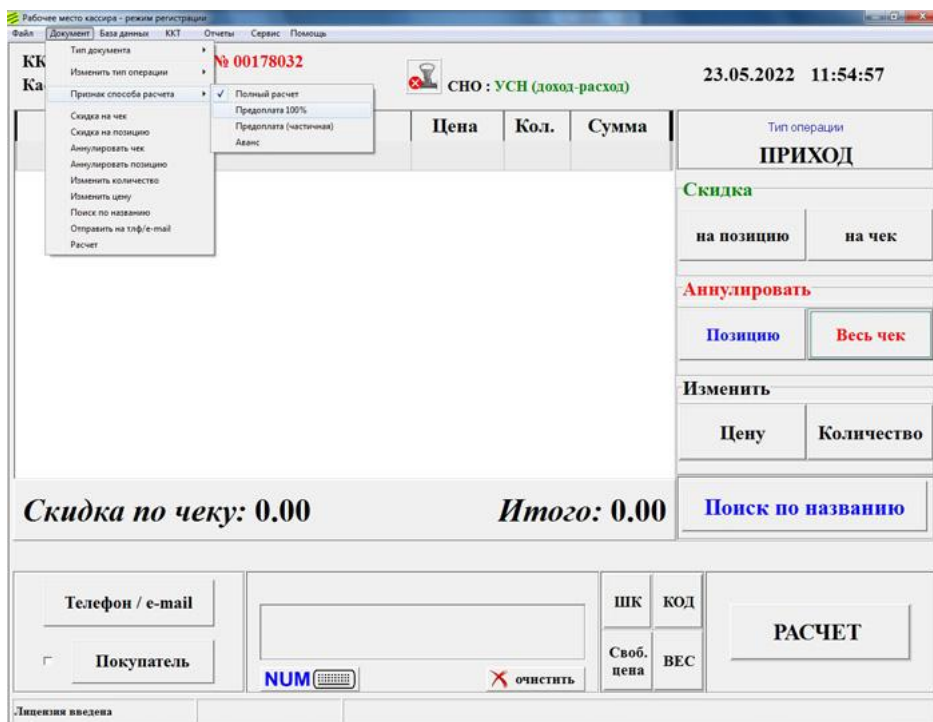 Рабочее место кассира - режим регистрации
Файл Документ База данных ККТ Отчеты Сервис Помощь
КК
№ 00178032
Ка
СНО : УСН (доход-расход)
23.05.2022 11:54:57
Тип документа
Изменить тип операции
Признак способа расчета
Скидка на чек
Скидка на позицию
Аннулировать чек
Аннулировать позицию
Изменить количество
Изменить цену
Поиск по названию
Отправить на тлф/e-mail
Расчет
Полный расчет
Предоплата 100%
Предоплата (частичная)
Аванс
Цена Кол. Сумма
Тип операции
ПРИХОД
Скидка
на позицию на чек
Аннулировать
Позицию Весь чек
Изменить
Цену Количество
Скидка по чеку: 0.00 Итого: 0.00
Поиск по названию
Телефон / e-mail
Покупатель
NUM
очистить
ШК КОД
Своб. цена
ВЕС
РАСЧЕТ
Лицензия введена